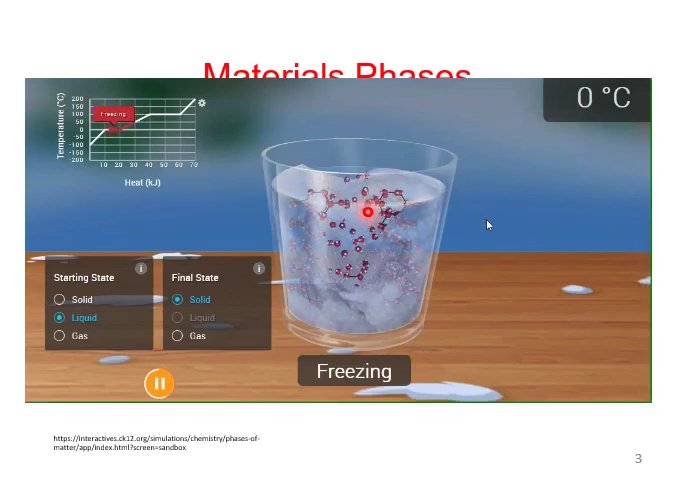 Materials Phases
0 °C
Temperature (°C)
200
150
100
50
0
-50
-100
-150
-200
Freezing
10 20 30 40 50 60 70
Heat (kJ)
Starting State
i
Solid
Liquid
Gas
Final State
i
Solid
Liquid
Gas
Freezing
https://interactives.ck12.org/simulations/chemistry/phases-of-
matter/app/index.html?screen=sandbox
3